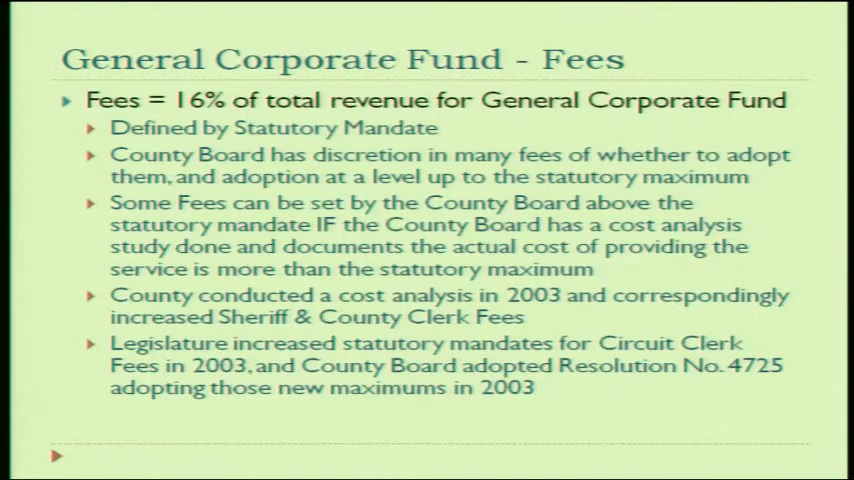 General Corporate Fund - Fees
Fees = 16% of total revenue for General Corporate Fund
Defined by Statutory Mandate
County Board has discretion in many fees of whether to adopt
them, and adoption at a level up to the statutory maximum
Some Fees can be set by the County Board above the
statutory mandate IF the County Board has a cost analysis
study done and documents the actual cost of providing the
service is more than the statutory maximum
County conducted a cost analysis in 2003 and correspondingly
increased Sheriff & County Clerk Fees
Legislature increased statutory mandates for Circuit Clerk
Fees in 2003, and County Board adopted Resolution No. 4725
adopting those new maximums in 2003